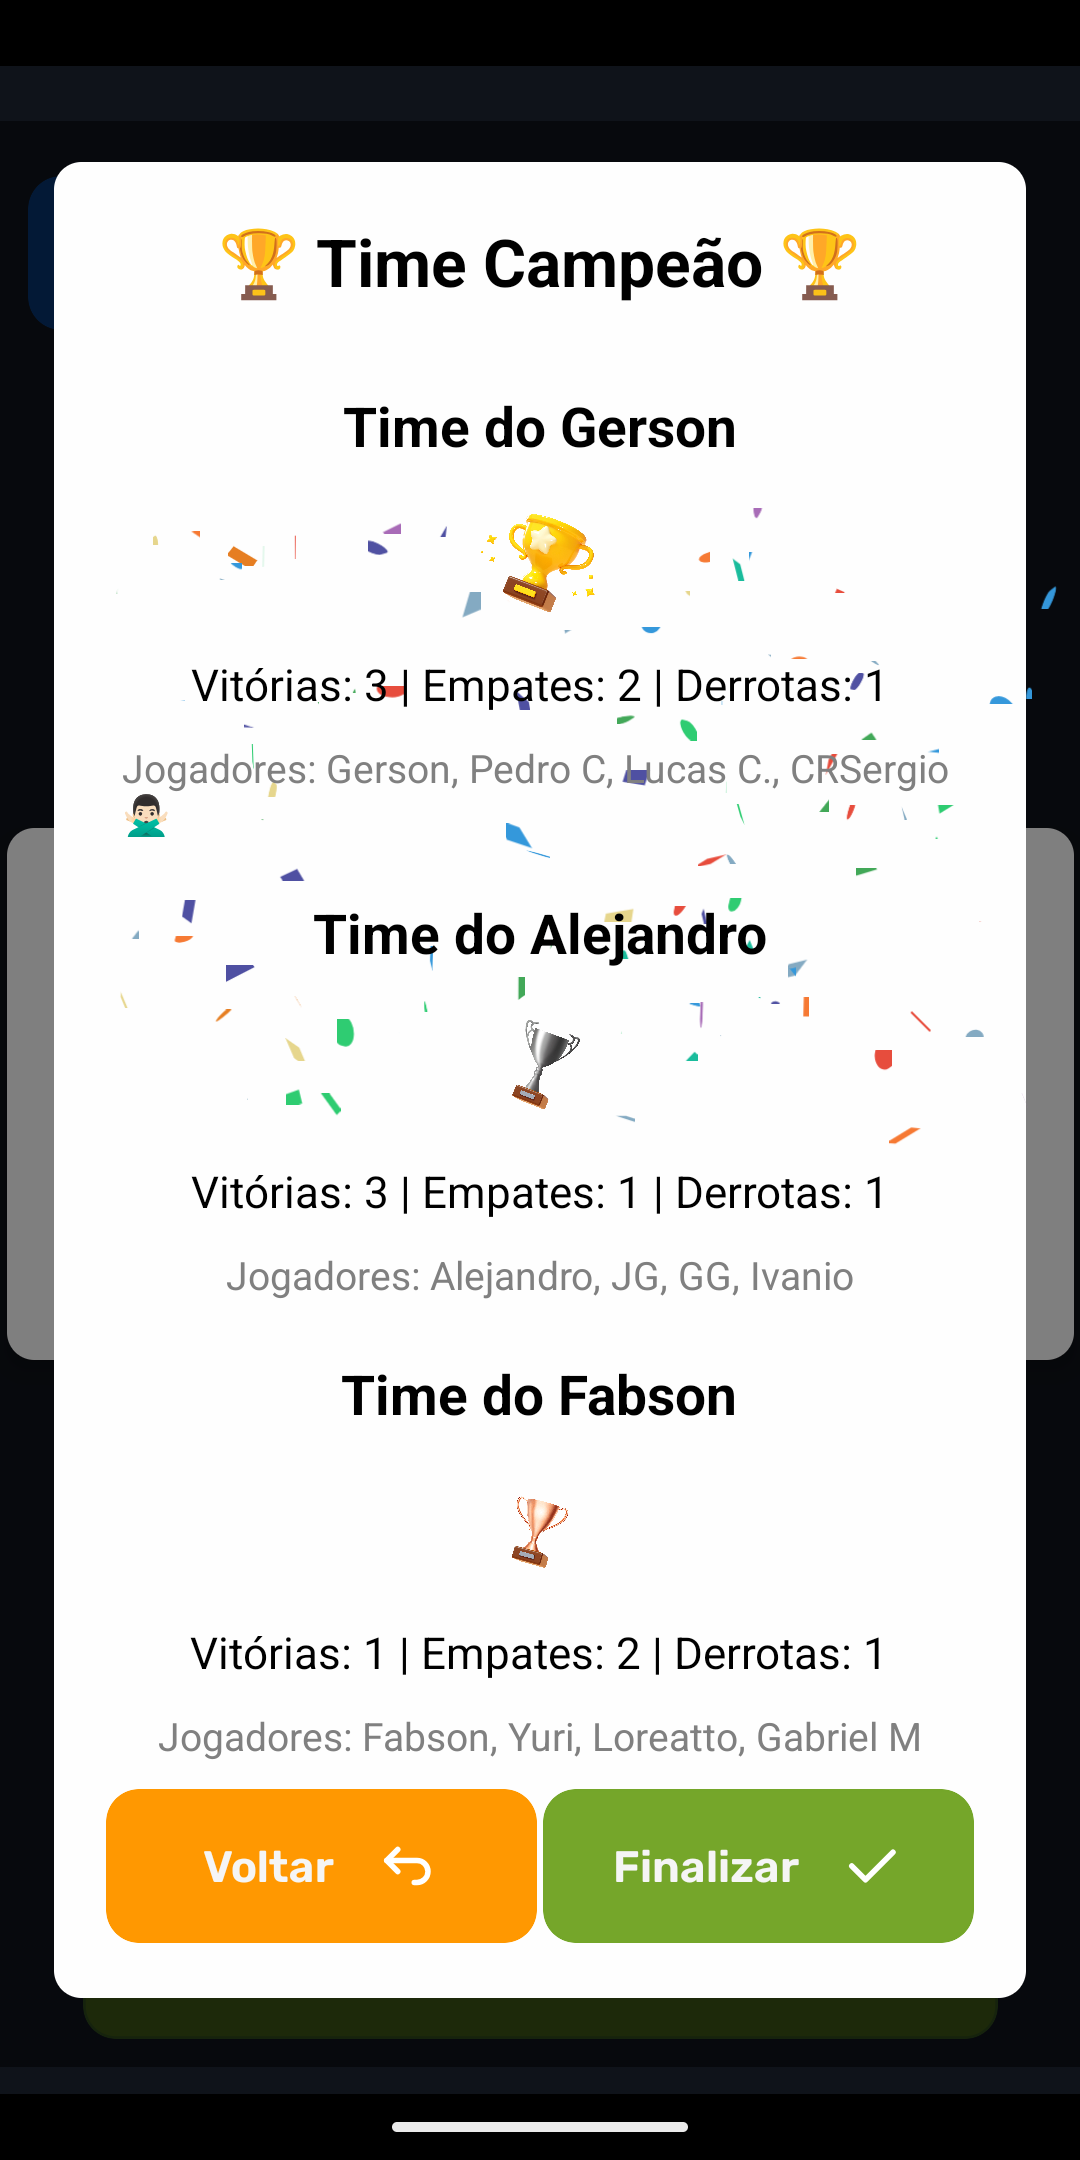 🏆 Time Campeão 🏆
Time do Gerson
Vitórias: 3 | Empates: 2 | Derrotas: 1
Jogadores: Gerson, Pedro C, Lucas C., CRSergio
🙅🏻‍♂️
Time do Alejandro
Vitórias: 3 | Empates: 1 | Derrotas: 1
Jogadores: Alejandro, JG, GG, Ivanio
Time do Fabson
Vitórias: 1 | Empates: 2 | Derrotas: 1
Jogadores: Fabson, Yuri, Loreatto, Gabriel M
Voltar
Finalizar